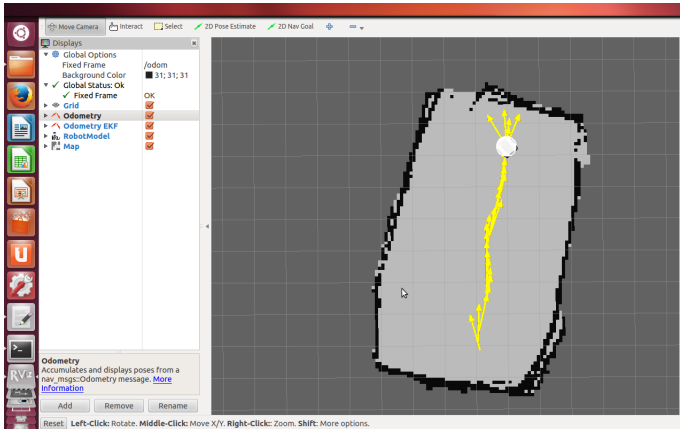 Move Camera Interact Select 2D Pose Estimate 2D Nav Goal
Displays
Global Options
Fixed Frame /odom
Background Color 31; 31; 31
Global Status: Ok
Fixed Frame OK
Grid
Odometry
Odometry EKF
RobotModel
Map
Odometry
Accumulates and displays poses from a
nav_msgs::Odometry message. More
Information
Add Remove Rename
Reset Left-Click: Rotate. Middle-Click: Move X/Y. Right-Click:: Zoom. Shift: More options.